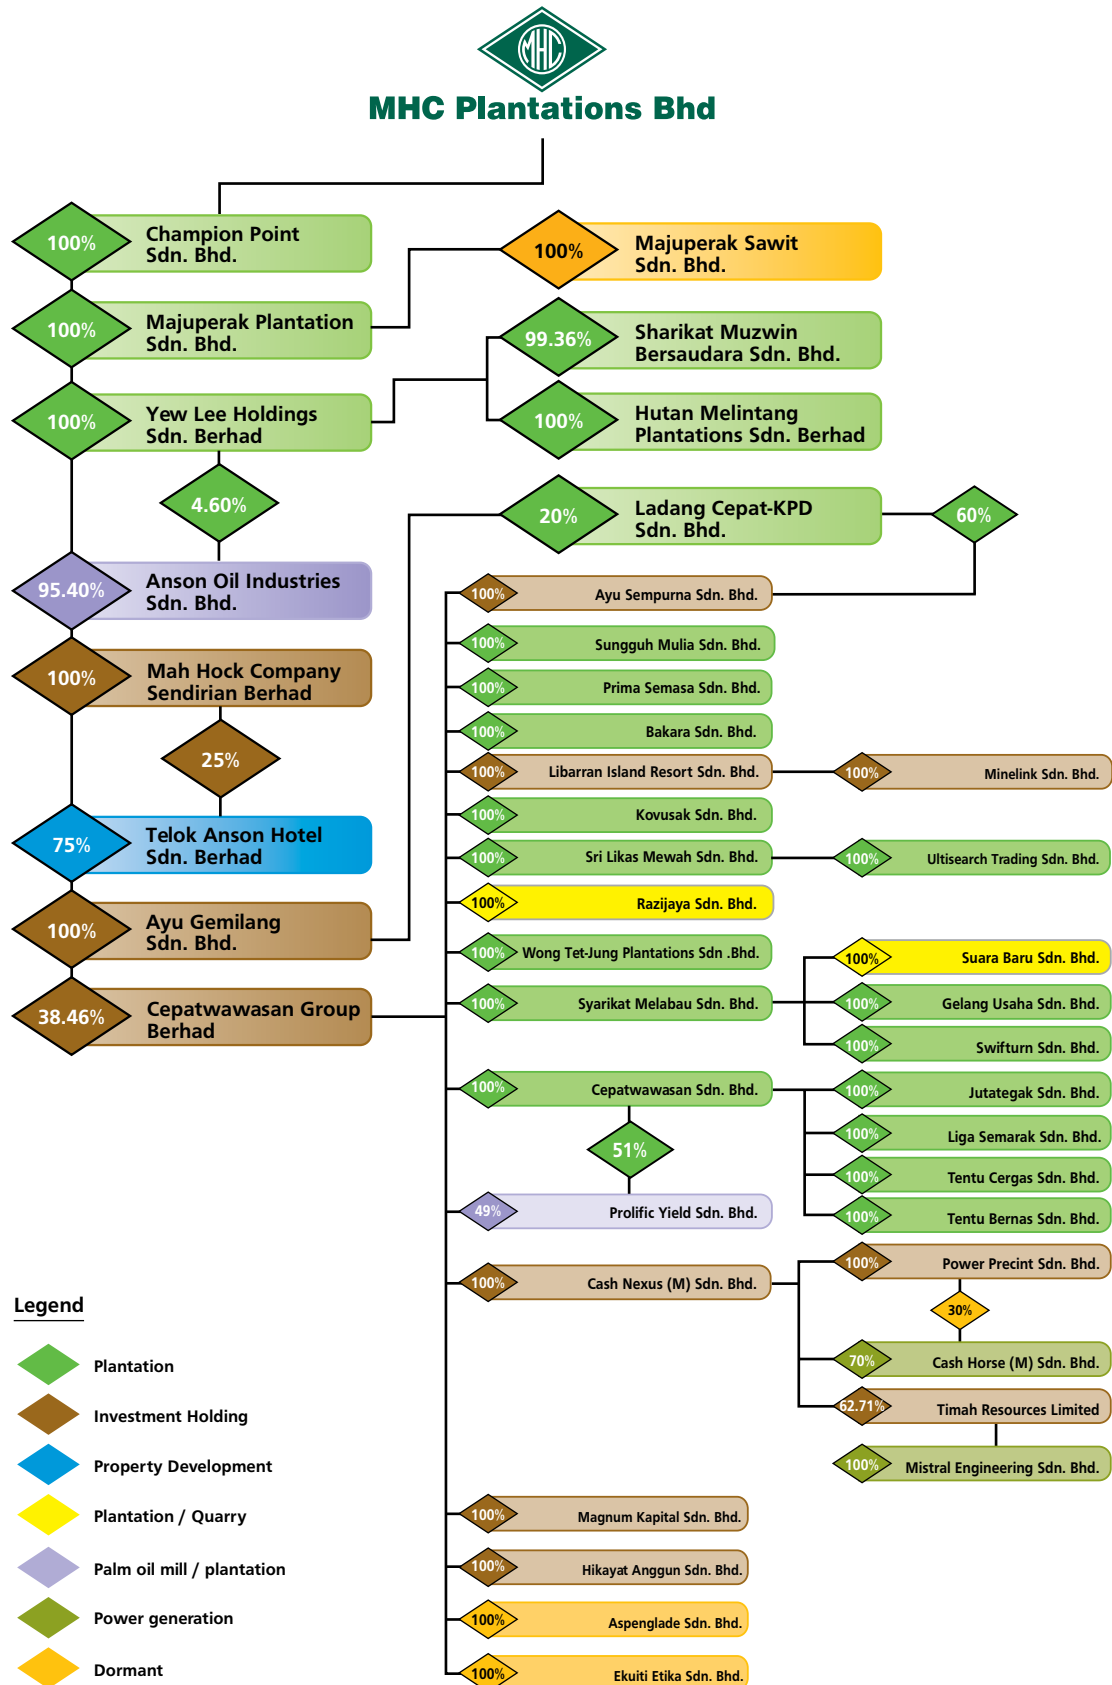 MHC
MHC Plantations Bhd
100%
Champion Point
Sdn. Bhd.
100%
Majuperak Sawit
Sdn. Bhd.
100%
Majuperak Plantation
Sdn. Bhd.
99.36%
Sharikat Muzwin
Bersaudara Sdn. Bhd.
100%
Yew Lee Holdings
Sdn. Berhad
100%
Hutan Melintang
Plantations Sdn. Berhad
4.60%
20%
Ladang Cepat-KPD
Sdn. Bhd.
60%
95.40%
Anson Oil Industries
Sdn. Bhd.
100%
Mah Hock Company
Sendirian Berhad
25%
75%
Telok Anson Hotel
Sdn. Berhad
100%
Ayu Gemilang
Sdn. Bhd.
38.46%
Cepatwawasan Group
Berhad
100%
Ayu Sempurna Sdn. Bhd.
100%
Sungguh Mulia Sdn. Bhd.
100%
Prima Semasa Sdn. Bhd.
100%
Bakara Sdn. Bhd.
100%
Libarran Island Resort Sdn. Bhd.
100%
Minelink Sdn. Bhd.
100%
Kovusak Sdn. Bhd.
100%
Sri Likas Mewah Sdn. Bhd.
100%
Ultisearch Trading Sdn. Bhd.
100%
Razijaya Sdn. Bhd.
100%
Wong Tet-Jung Plantations Sdn .Bhd.
100%
Syarikat Melabau Sdn. Bhd.
100%
Suara Baru Sdn. Bhd.
100%
Gelang Usaha Sdn. Bhd.
100%
Swifturn Sdn. Bhd.
100%
Cepatwawasan Sdn. Bhd.
100%
Jutategak Sdn. Bhd.
100%
Liga Semarak Sdn. Bhd.
100%
Tentu Cergas Sdn. Bhd.
100%
Tentu Bernas Sdn. Bhd.
51%
49%
Prolific Yield Sdn. Bhd.
100%
Cash Nexus (M) Sdn. Bhd.
100%
Power Precint Sdn. Bhd.
30%
70%
Cash Horse (M) Sdn. Bhd.
62.71%
Timah Resources Limited
100%
Mistral Engineering Sdn. Bhd.
100%
Magnum Kapital Sdn. Bhd.
100%
Hikayat Anggun Sdn. Bhd.
100%
Aspenglade Sdn. Bhd.
100%
Ekuiti Etika Sdn. Bhd.
Legend
Plantation
Investment Holding
Property Development
Plantation / Quarry
Palm oil mill / plantation
Power generation
Dormant